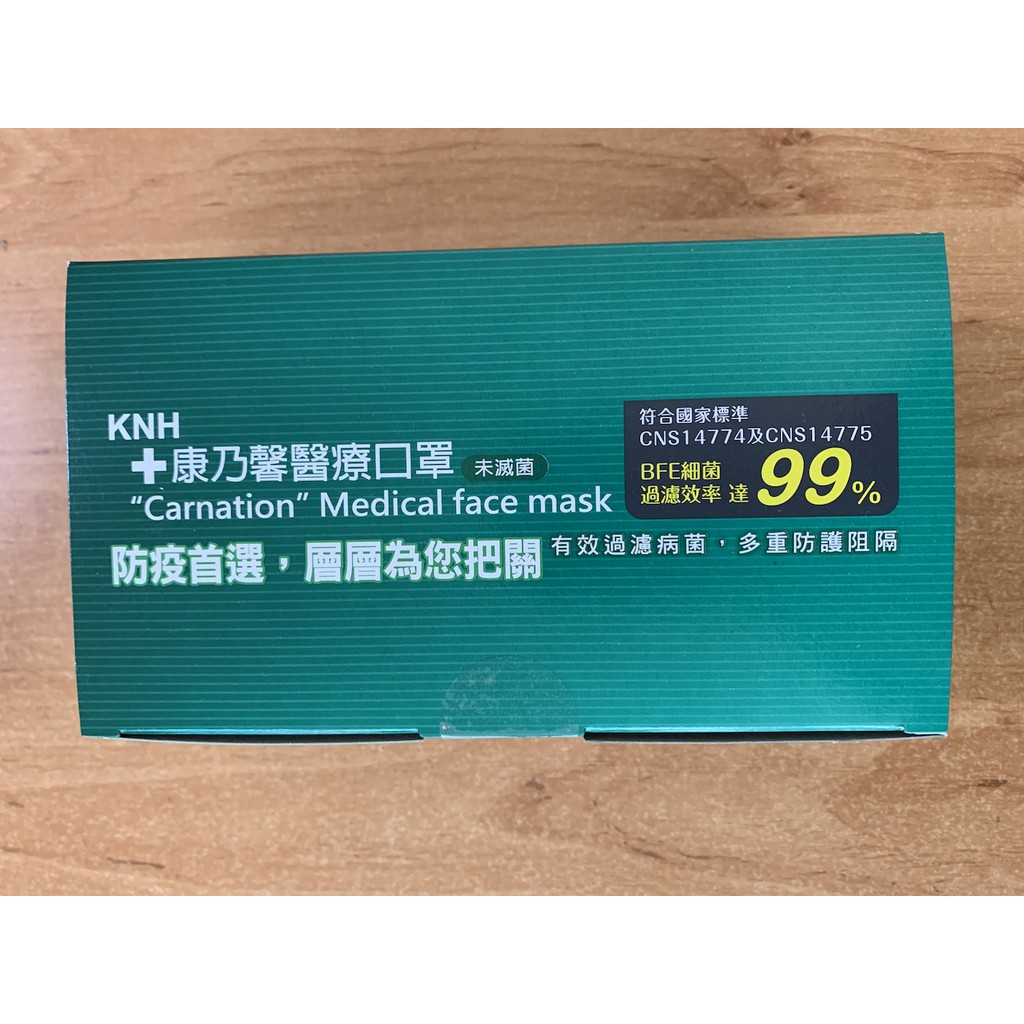 KNH
康乃馨醫療口罩 未滅菌
“Carnation” Medical face mask
防疫首選，層層為您把關
符合國家標準
CNS14774及CNS14775
BFE細菌
過濾效率 達 99%
有效過濾病菌，多重防護阻隔